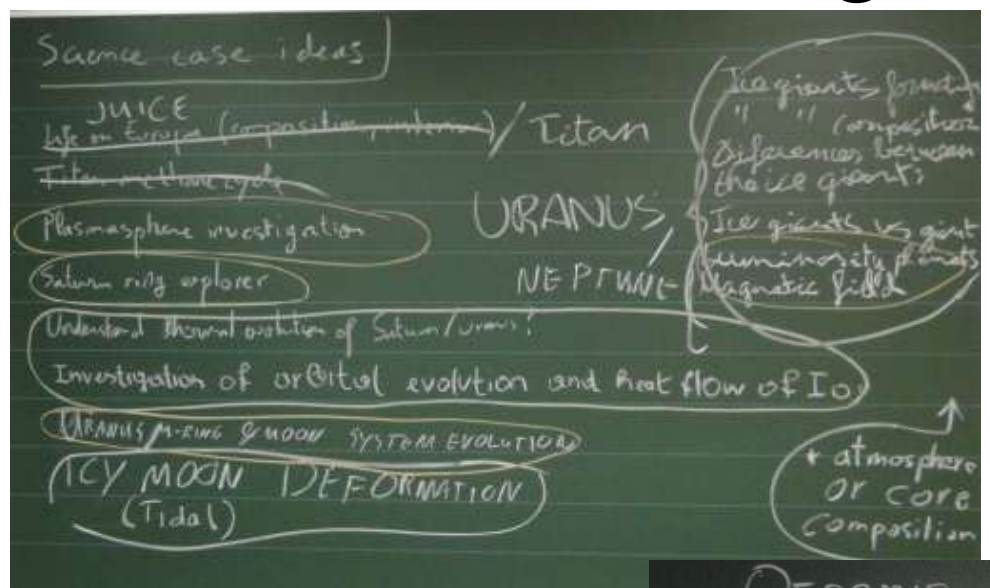 Science case ideas
JUICE
Life on Europa (composition, interior) / Titan
Titan methane cycle
Plasmasphere investigation
Saturn ring explorer
Understand thermal evolution of Saturn/Uranus!
Investigation of orbital evolution and heat flow of Io
URANUS RING & MOON SYSTEM EVOLUTION
ICY MOON DEFORMATION
(Tidal)
URANUS/
NEPTUNE
Ice giants formation
" " composition
Differences between
the ice giants
Ice giants vs giant
planets
Luminosity
Magnetic field
+ atmosphere
or core
composition